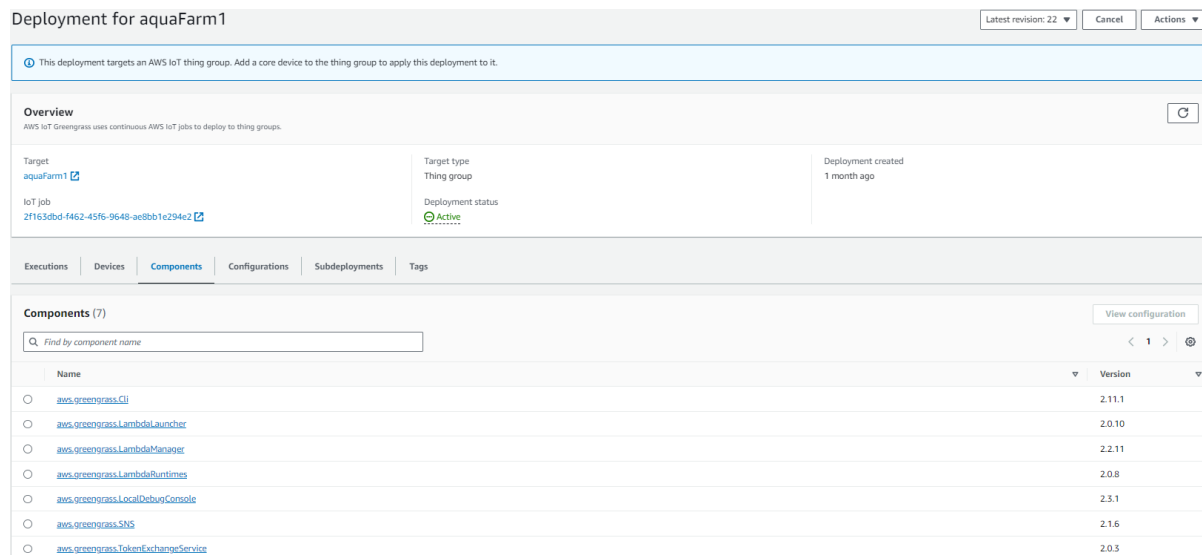 Deployment for aquaFarm1
Latest revision: 22
Cancel
Actions
This deployment targets an AWS IoT thing group. Add a core device to the thing group to apply this deployment to it.
Overview
AWS IoT Greengrass uses continuous AWS IoT jobs to deploy to thing groups.
Target
aquaFarm1
Target type
Thing group
Deployment created
1 month ago
IoT job
2f163dbd-f462-45f6-9648-ae8bb1e294e2
Deployment status
Active
Executions Devices Components Configurations Subdeployments Tags
Components (7)
View configuration
Find by component name
1
Name Version
aws.greengrass.Cli 2.11.1
aws.greengrass.LambdaLauncher 2.0.10
aws.greengrass.LambdaManager 2.2.11
aws.greengrass.LambdaRuntimes 2.0.8
aws.greengrass.LocalDebugConsole 2.3.1
aws.greengrass.SNS 2.1.6
aws.greengrass.TokenExchangeService 2.0.3